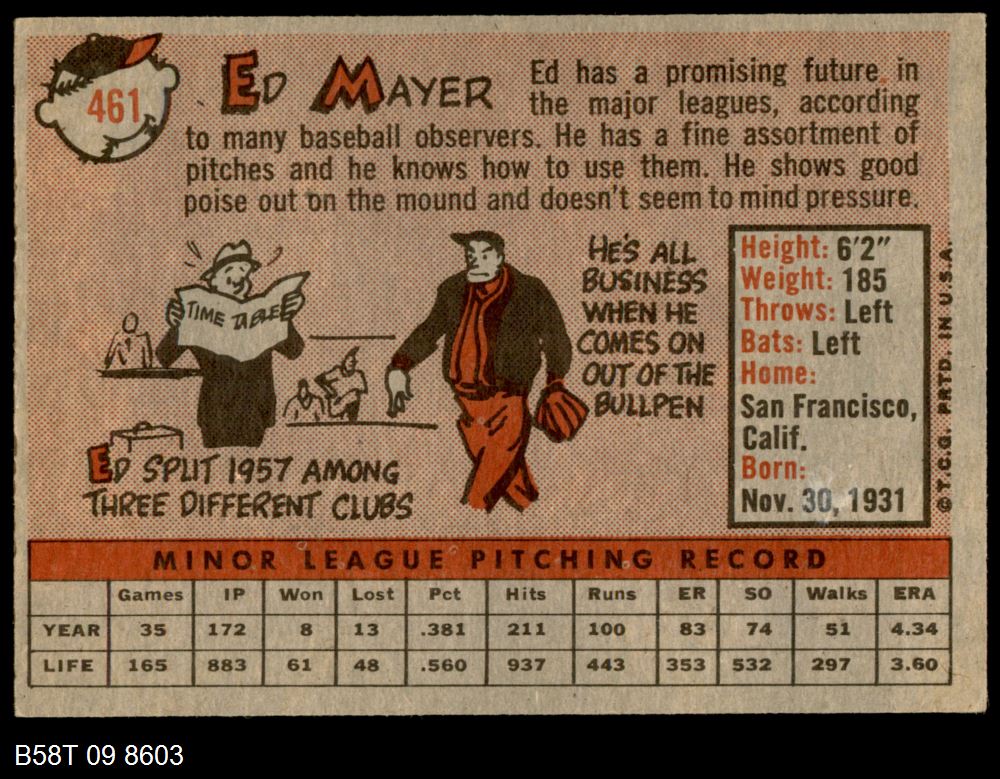 461
ED MAYER
Ed has a promising future in
the major leagues, according
to many baseball observers. He has a fine assortment of
pitches and he knows how to use them. He shows good
poise out on the mound and doesn't seem to mind pressure.
TIME TABLE
ED SPLIT 1957 AMONG
THREE DIFFERENT CLUBS
HE'S ALL
BUSINESS
WHEN HE
COMES ON
OUT OF THE
BULLPEN
Height: 6'2"
Weight: 185
Throws: Left
Bats: Left
Home:
San Francisco,
Calif.
Born:
Nov. 30, 1931
© T.C.G. PRTD. IN U.S.A.
MINOR LEAGUE PITCHING RECORD
Games IP Won Lost Pct Hits Runs ER SO Walks ERA
YEAR 35 172 8 13 .381 211 100 83 74 51 4.34
LIFE 165 883 61 48 .560 937 443 353 532 297 3.60
B58T 09 8603